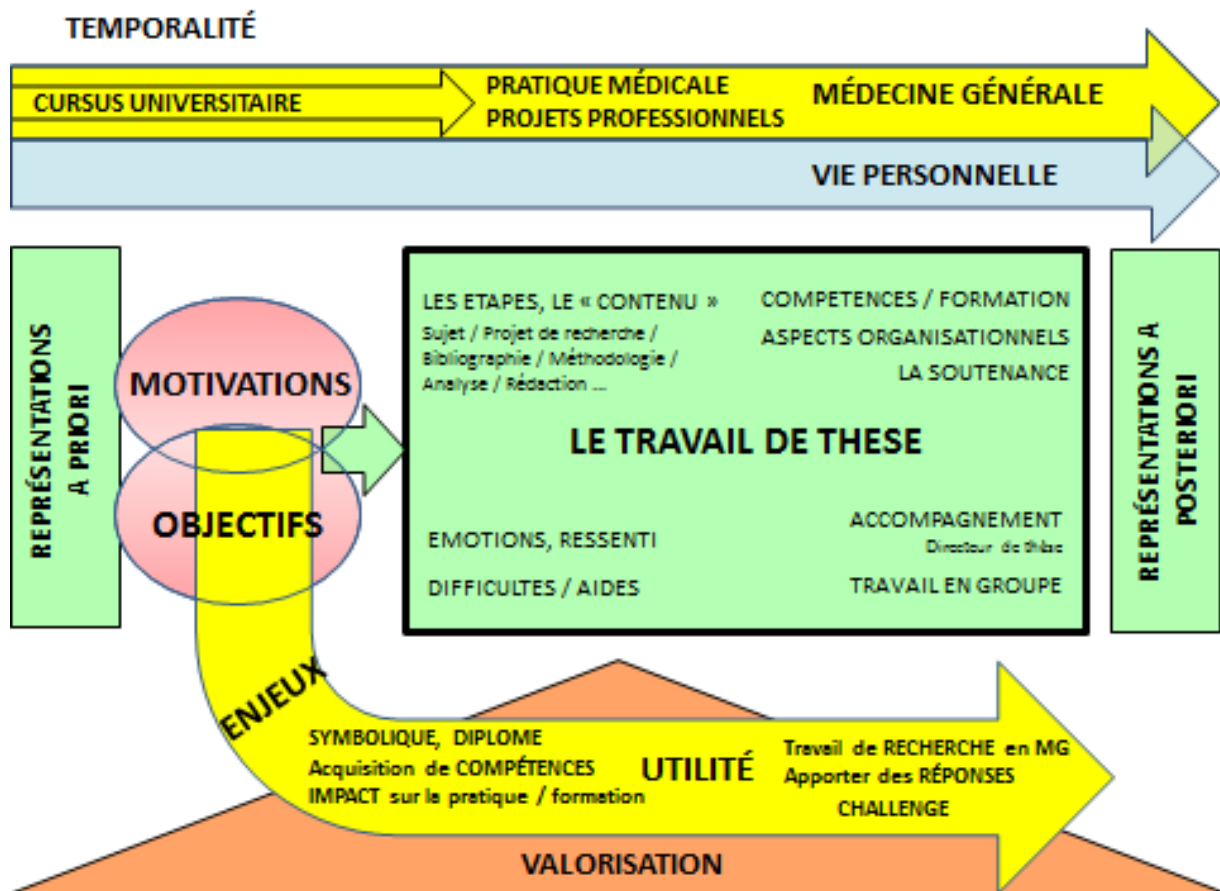 TEMPORALITÉ
CURSUS UNIVERSITAIRE
PRATIQUE MÉDICALE
PROJETS PROFESSIONNELS
MÉDECINE GÉNÉRALE
VIE PERSONNELLE
REPRÉSENTATIONS
A PRIORI
MOTIVATIONS
OBJECTIFS
LES ETAPES, LE « CONTENU »
Sujet / Projet de recherche /
Bibliographie / Méthodologie /
Analyse / Rédaction ...
COMPETENCES / FORMATION
ASPECTS ORGANISATIONNELS
LA SOUTENANCE
LE TRAVAIL DE THESE
EMOTIONS, RESSENTI
DIFFICULTES / AIDES
ACCOMPAGNEMENT
Directeur de thèse
TRAVAIL EN GROUPE
REPRÉSENTATIONS A
POSTERIORI
ENJEUX
SYMBOLIQUE, DIPLOME
Acquisition de COMPÉTENCES
IMPACT sur la pratique / formation
UTILITÉ
Travail de RECHERCHE en MG
Apporter des RÉPONSES
CHALLENGE
VALORISATION